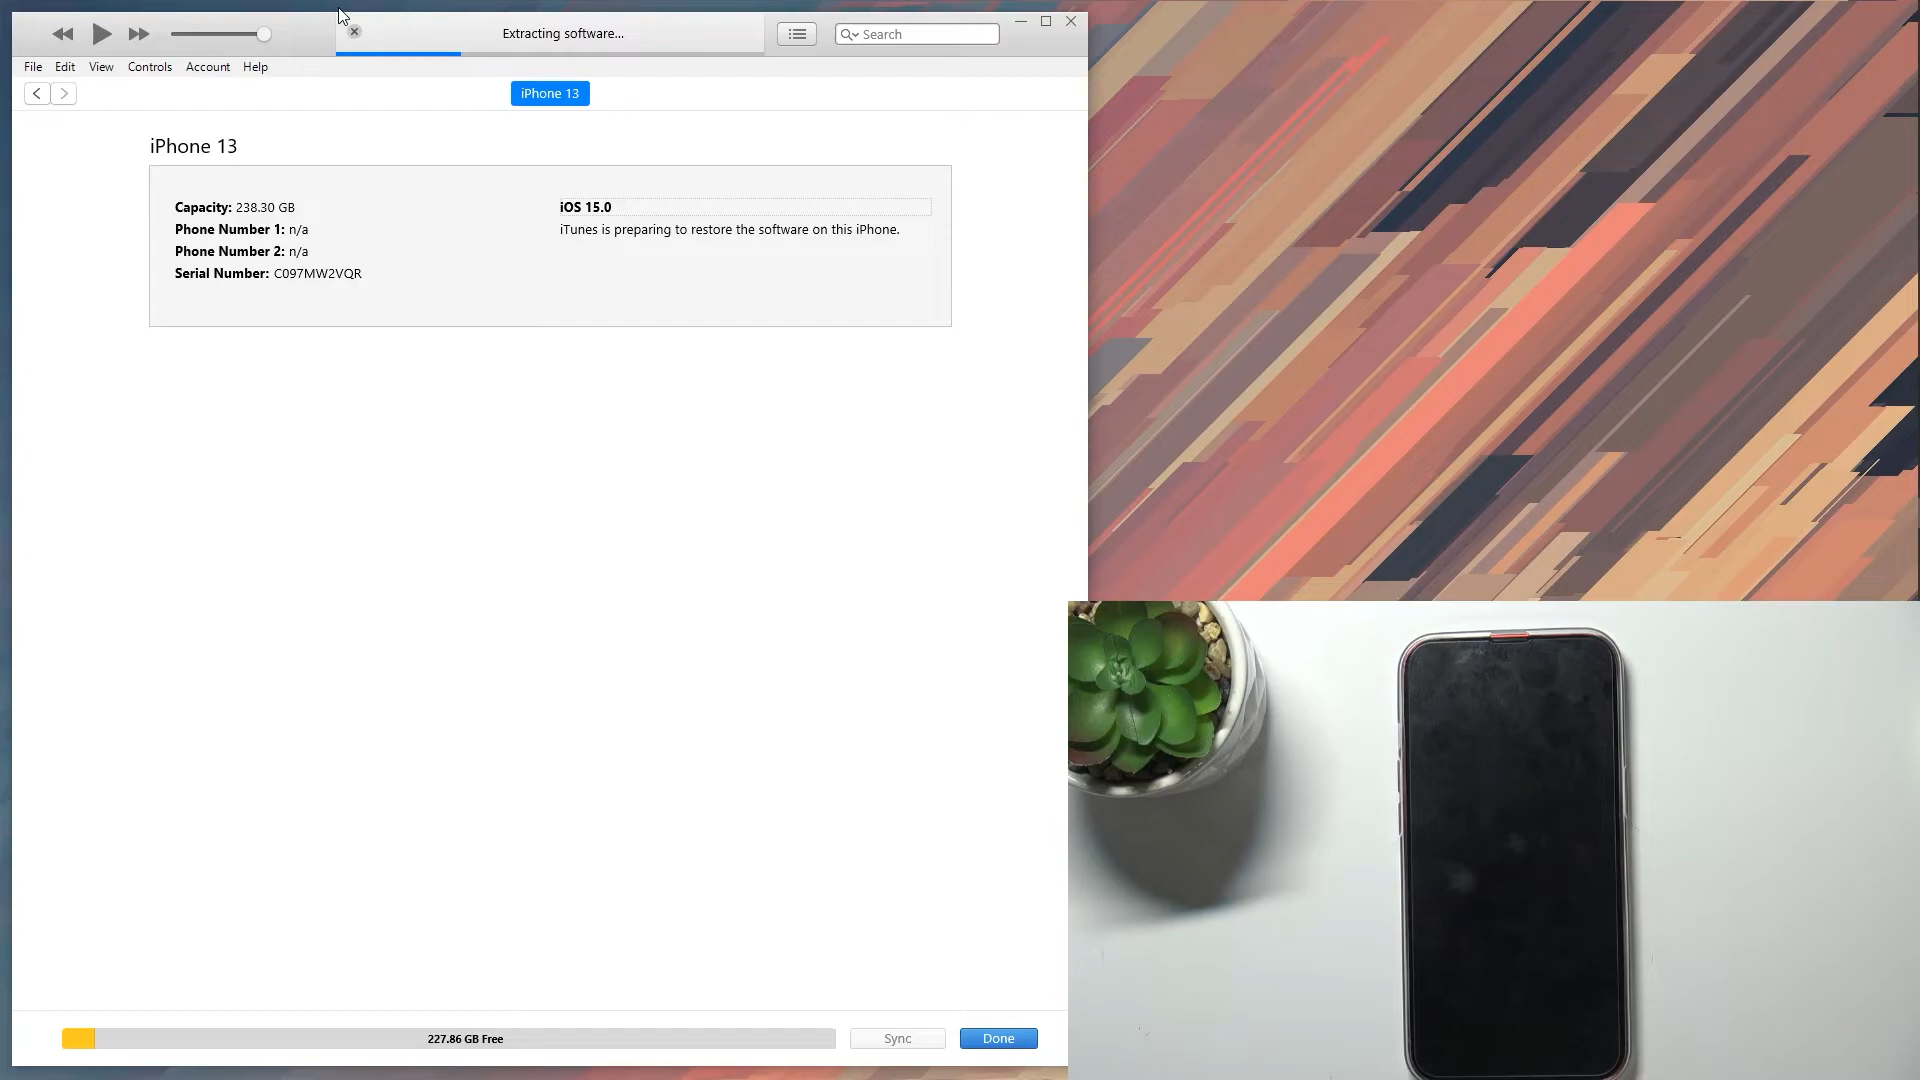 Extracting software...
Search
File Edit View Controls Account Help
iPhone 13
iPhone 13
Capacity: 238.30 GB
Phone Number 1: n/a
Phone Number 2: n/a
Serial Number: C097MW2VQR
iOS 15.0
iTunes is preparing to restore the software on this iPhone.
227.86 GB Free
Sync
Done